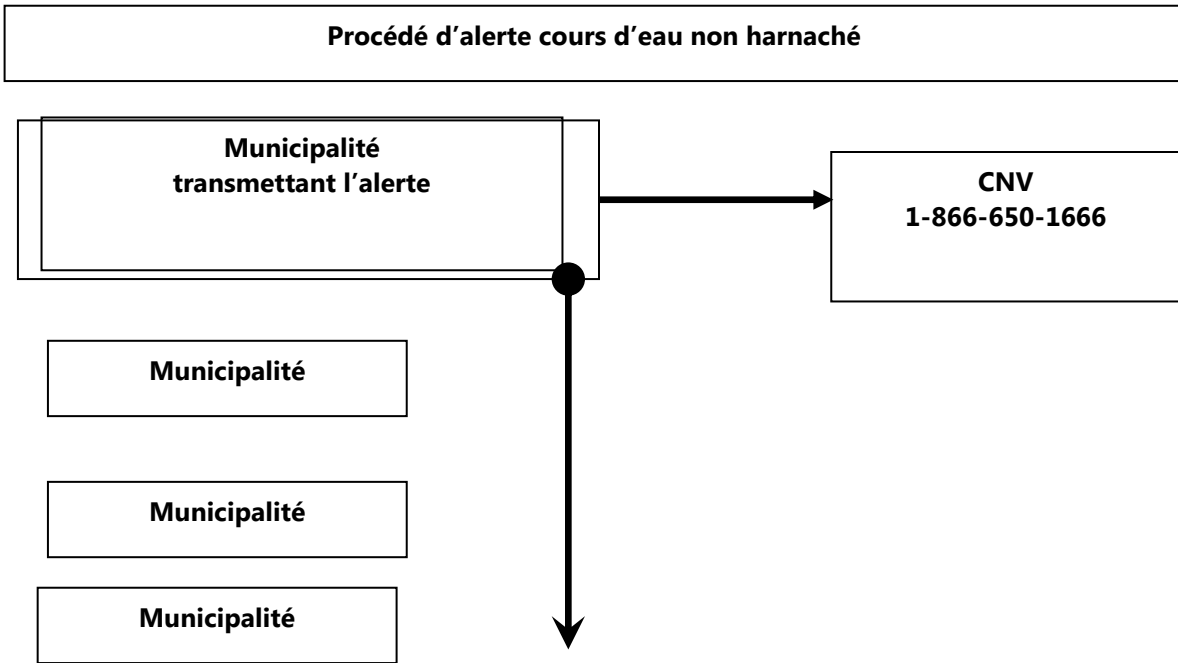 Procédé d’alerte cours d’eau non harnaché
Municipalité
transmettant l’alerte
CNV
1-866-650-1666
Municipalité
Municipalité
Municipalité